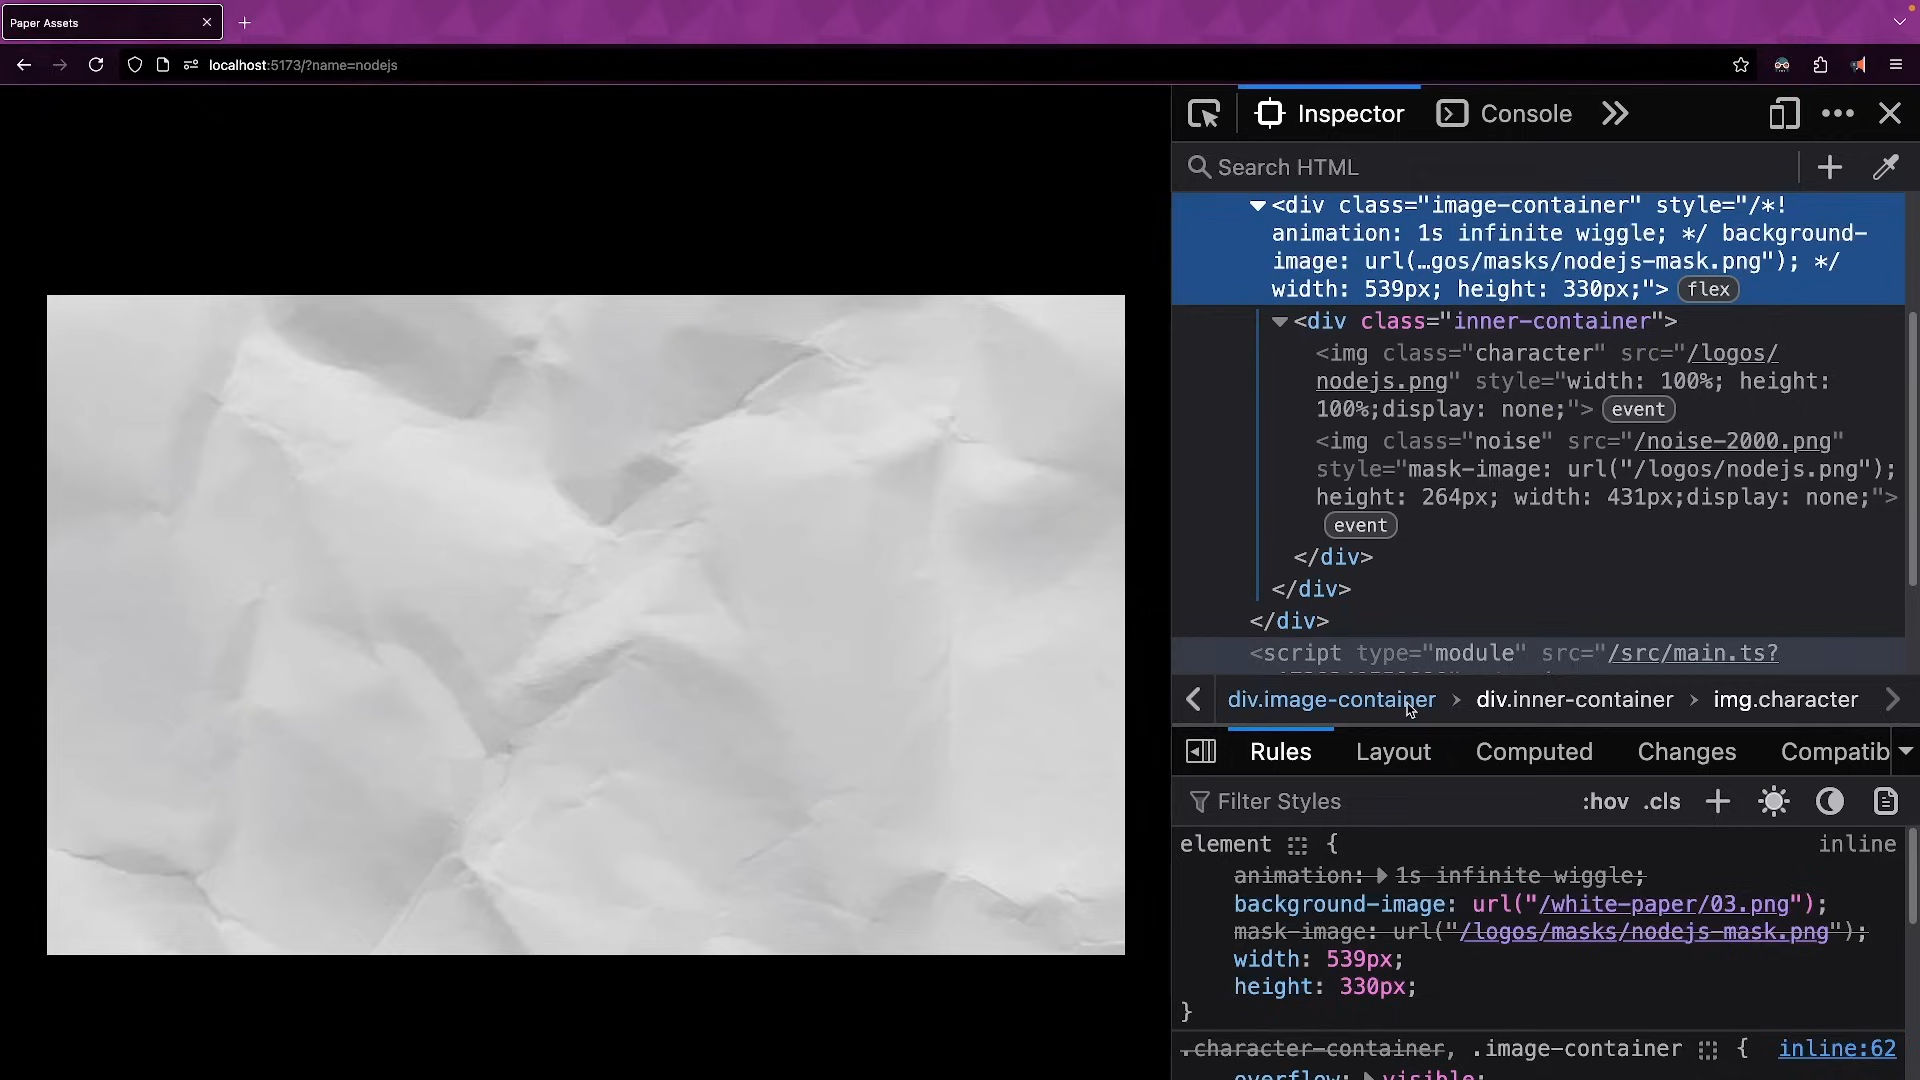 Paper Assets
localhost:5173/?name=nodejs
Inspector
Console
Search HTML
<div class="image-container" style="/*!
animation: 1s infinite wiggle; */ background-
image: url(…gos/masks/nodejs-mask.png"); */
width: 539px; height: 330px;"> flex
<div class="inner-container">
<img class="character" src="/logos/
nodejs.png" style="width: 100%; height:
100%;display: none;"> event
<img class="noise" src="/noise-2000.png"
style="mask-image: url("/logos/nodejs.png");
height: 264px; width: 431px;display: none;">
event
</div>
</div>
</div>
<script type="module" src="/src/main.ts?
div.image-container > div.inner-container > img.character
Rules Layout Computed Changes Compatib
Filter Styles :hov .cls
element { inline
animation: 1s infinite wiggle;
background-image: url("/white-paper/03.png");
mask-image: url("/logos/masks/nodejs-mask.png");
width: 539px;
height: 330px;
}
.character-container, .image-container { inline:62
overflow: visible;